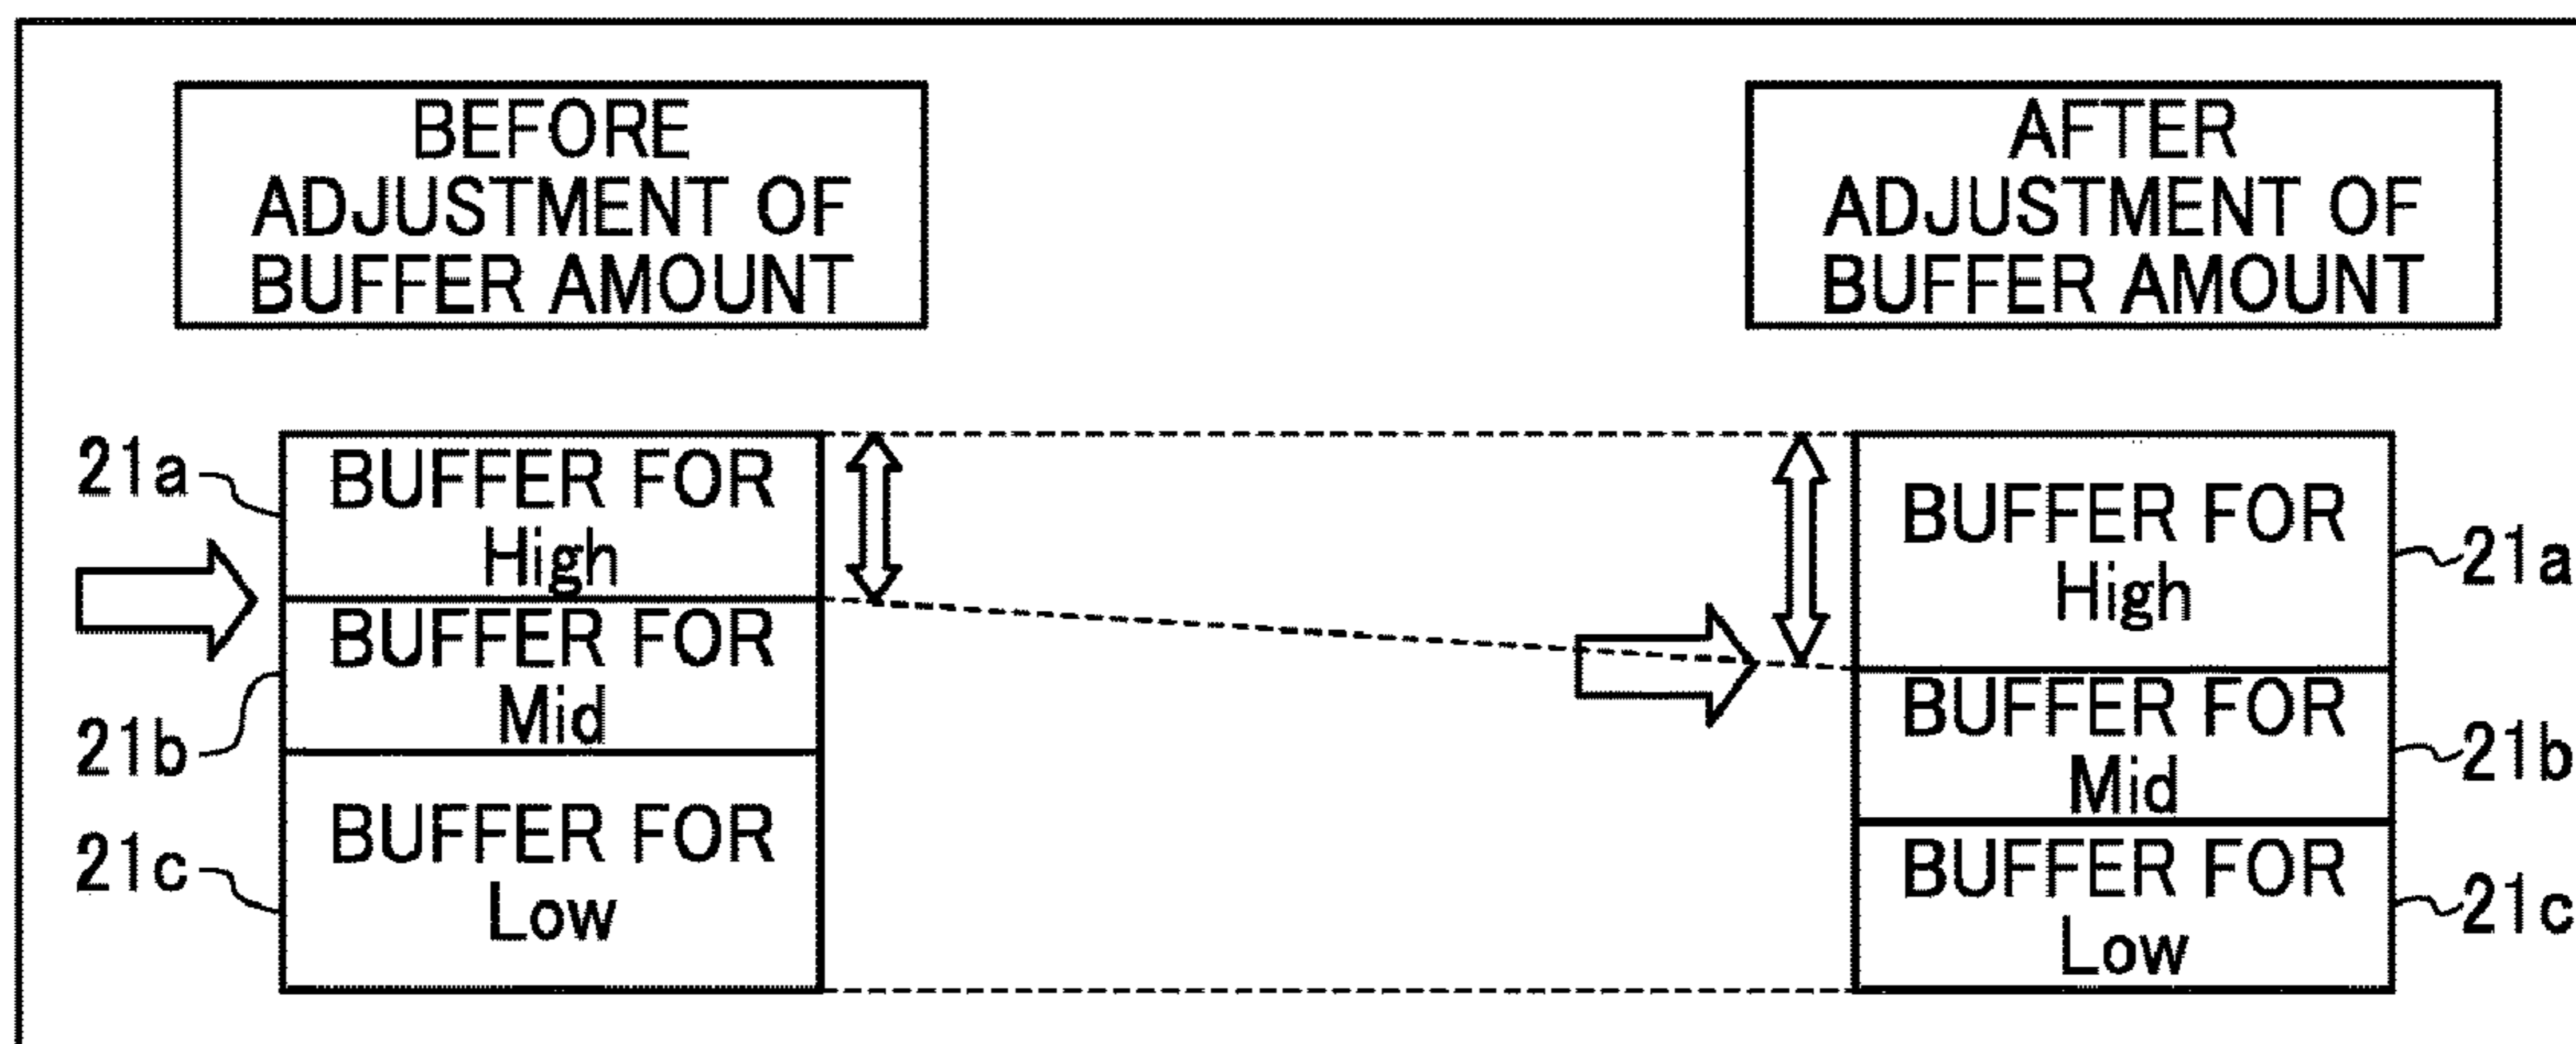 BEFORE
ADJUSTMENT OF
BUFFER AMOUNT
AFTER
ADJUSTMENT OF
BUFFER AMOUNT
21a
BUFFER FOR
High
21b
BUFFER FOR
Mid
21c
BUFFER FOR
Low
BUFFER FOR
High
21a
BUFFER FOR
Mid
21b
BUFFER FOR
Low
21c